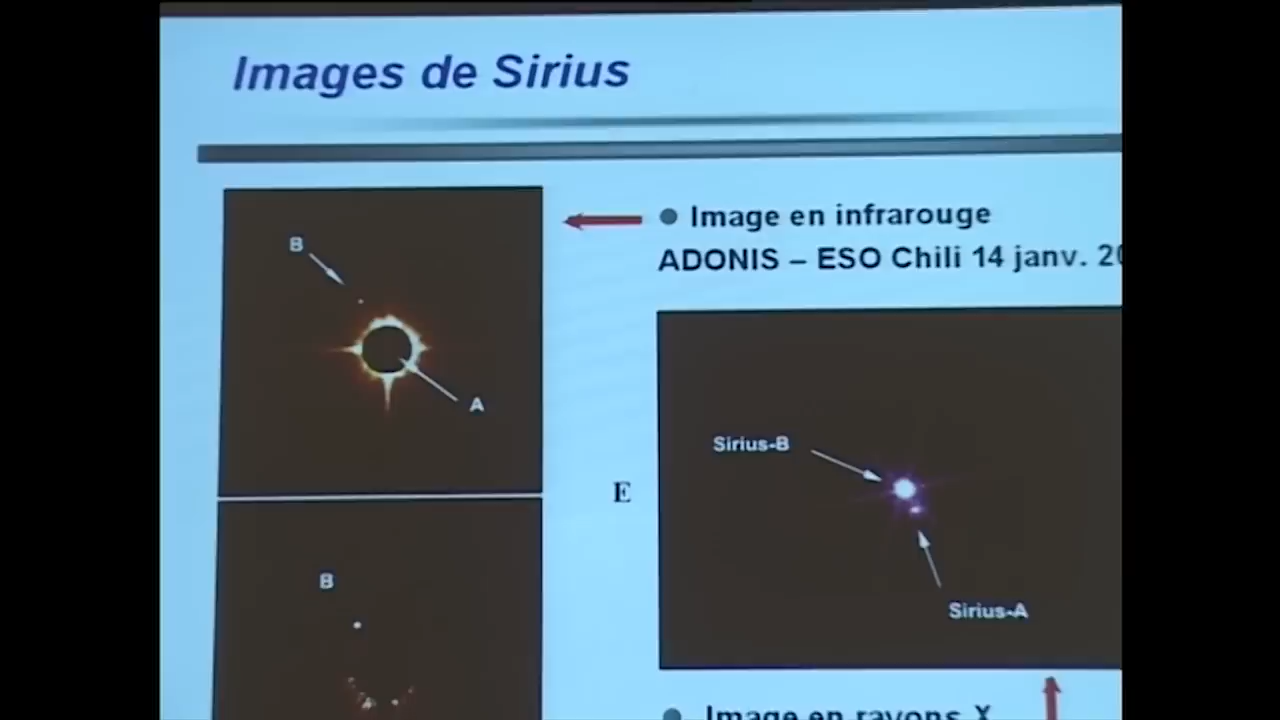 Images de Sirius
Image en infrarouge
ADONIS – ESO Chili 14 janv. 20
B
A
Sirius-B
E
Sirius-A
B
A
Image en rayons X